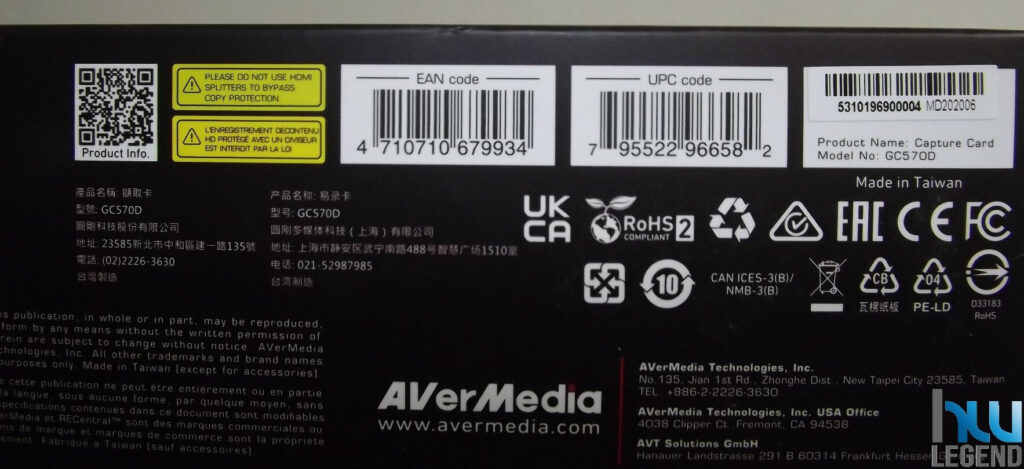 PLEASE DO NOT USE HDMI
SPLITTERS TO BYPASS
COPY PROTECTION.
L'ENREGISTREMENT DECONTENU
HD PROTÉGÉ AVEC UN DIVISEUR
EST INTERDIT PAR LA LOI
Product Info.
EAN code
4 710710 679934
UPC code
7 95522 96658 2
5310196900004 MD202006
Product Name: Capture Card
Model No: GC570D
Made in Taiwan
產品名稱: 擷取卡
型號: GC570D
圓剛科技股份有限公司
地址: 23585新北市中和區建一路135號
電話: (02)2226-3630
台灣製造
产品名称: 易录卡
型号: GC570D
圆刚多媒体科技(上海)有限公司
地址: 上海市静安区武宁南路488号智慧广场1510室
电话: 021-52987985
台湾制造
UK
CA
RoHS 2
COMPLIANT
EAC CE FC
10
CAN ICES-3(B)/
NMB-3(B)
CB
瓦楞纸板
04
PE-LD
D33183
RoHS
s publication, in whole or in part, may be reproduced,
form by any means without the written permission of
rein are subject to change without notice. AVerMedia
chnologies, Inc. All other trademarks and brand names
urposes only. Made in Taiwan (except for accessories).
e cette publication ne peut être entièrement ou en partie
la langue, sous aucune forme, par quelque moyen, sans
spécifications contenues dans ce document sont modifiables
erMedia et RECentral™ sont des marques commerciales ou
ms de marque et marques de commerce sont la propriété
ement. Fabriqué à Taiwan (sauf accessoires).
AVerMedia
www.avermedia.com
AVerMedia Technologies, Inc.
No.135, Jian 1st Rd., Zhonghe Dist., New Taipei City 23585, Taiwan
TEL: +886-2-2226-3630
AVerMedia Technologies, Inc. USA Office
4038 Clipper Ct ,Fremont, CA 94538
AVT Solutions GmbH
Hanauer Landstrasse 291 B 60314 Frankfurt
LEGEND